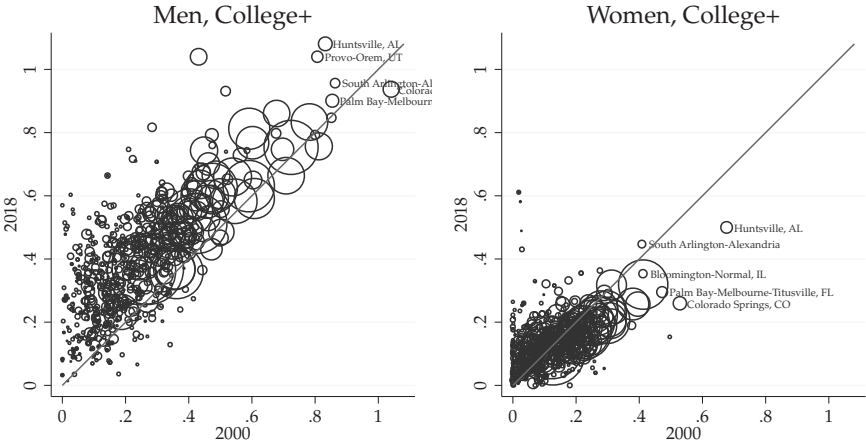 Men, College+
Women, College+
2018
1
.8
.6
.4
.2
0
Huntsville, AL
Provo-Orem, UT
South Arlington-Al
Colorad
Palm Bay-Melbourn
0 .2 .4 .6 .8 1
2000
2018
1
.8
.6
.4
.2
0
Huntsville, AL
South Arlington-Alexandria
Bloomington-Normal, IL
Palm Bay-Melbourne-Titusville, FL
Colorado Springs, CO
0 .2 .4 .6 .8 1
2000